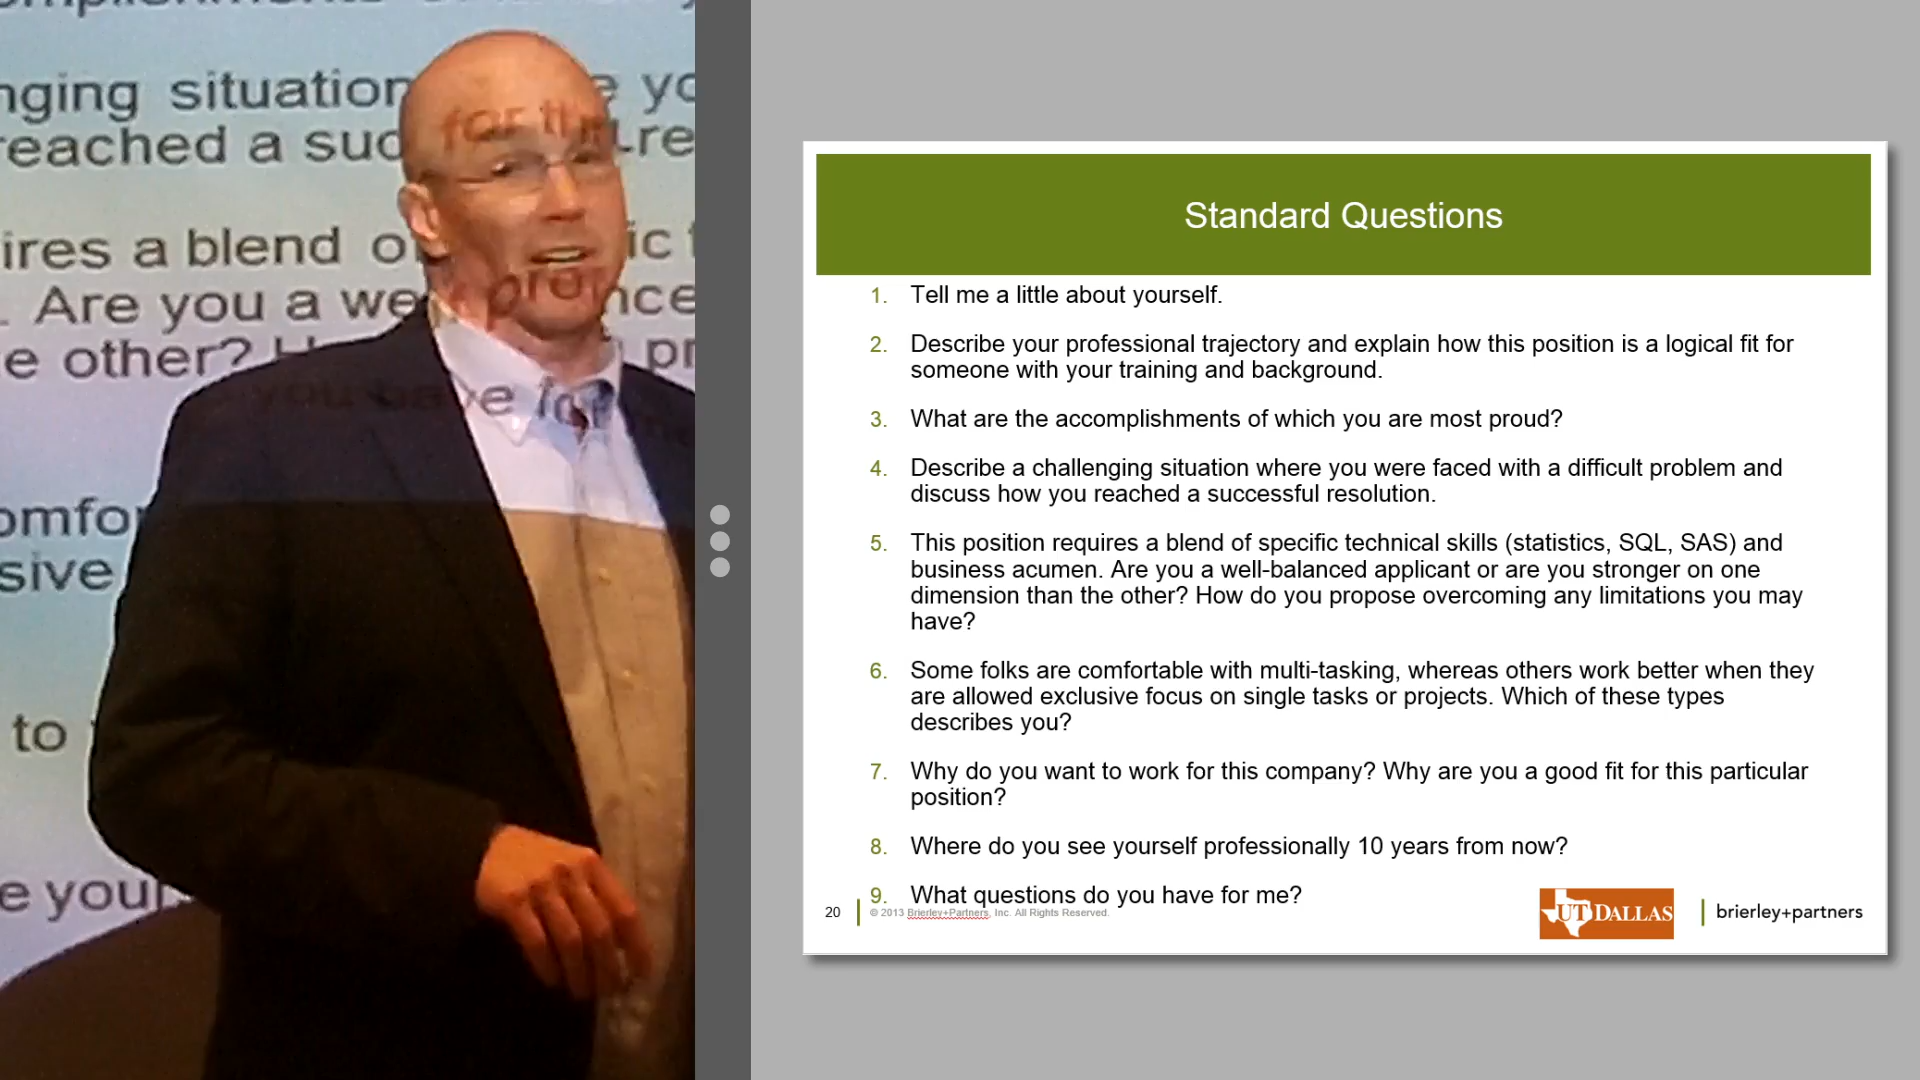 nging situation
e yo
reached a suc
-re
for th
ires a blend o
ic
. Are you a we
nce
e other? H
pr
you have for m
omfo
sive
to
e your
Standard Questions
1. Tell me a little about yourself.
2. Describe your professional trajectory and explain how this position is a logical fit for
someone with your training and background.
3. What are the accomplishments of which you are most proud?
4. Describe a challenging situation where you were faced with a difficult problem and
discuss how you reached a successful resolution.
5. This position requires a blend of specific technical skills (statistics, SQL, SAS) and
business acumen. Are you a well-balanced applicant or are you stronger on one
dimension than the other? How do you propose overcoming any limitations you may
have?
6. Some folks are comfortable with multi-tasking, whereas others work better when they
are allowed exclusive focus on single tasks or projects. Which of these types
describes you?
7. Why do you want to work for this company? Why are you a good fit for this particular
position?
8. Where do you see yourself professionally 10 years from now?
9. What questions do you have for me?
20
© 2013 Brierley+Partners, Inc. All Rights Reserved.
UT DALLAS
brierley+partners